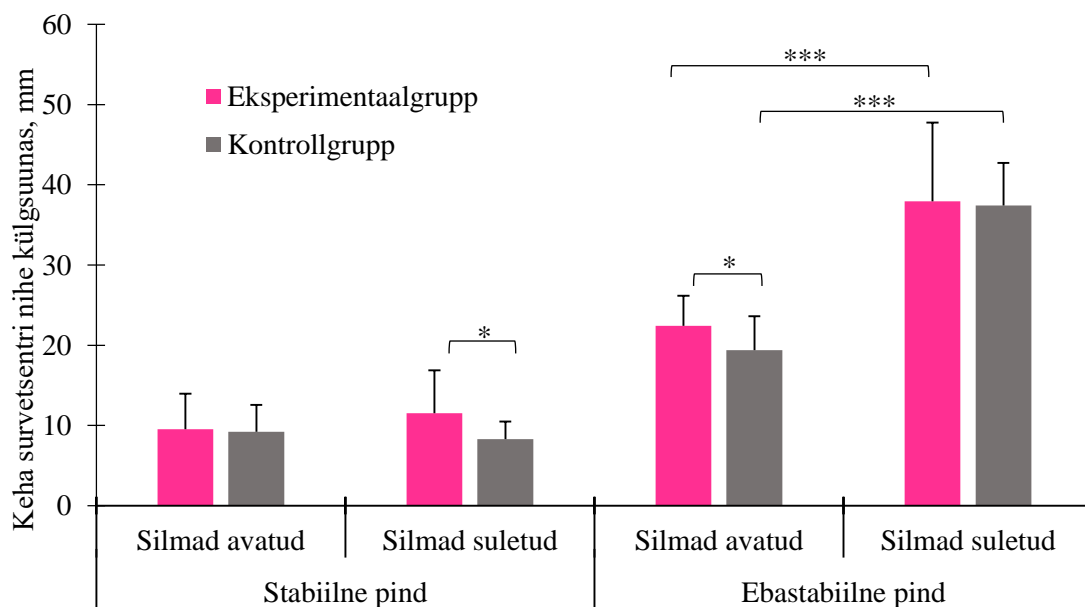 Keha survetsentri nihe külgsuunas, mm
60
50
40
30
20
10
0
Eksperimentaalgrupp
Kontrollgrupp
***
***
*
*
Silmad avatud
Silmad suletud
Silmad avatud
Silmad suletud
Stabiilne pind
Ebastabiilne pind